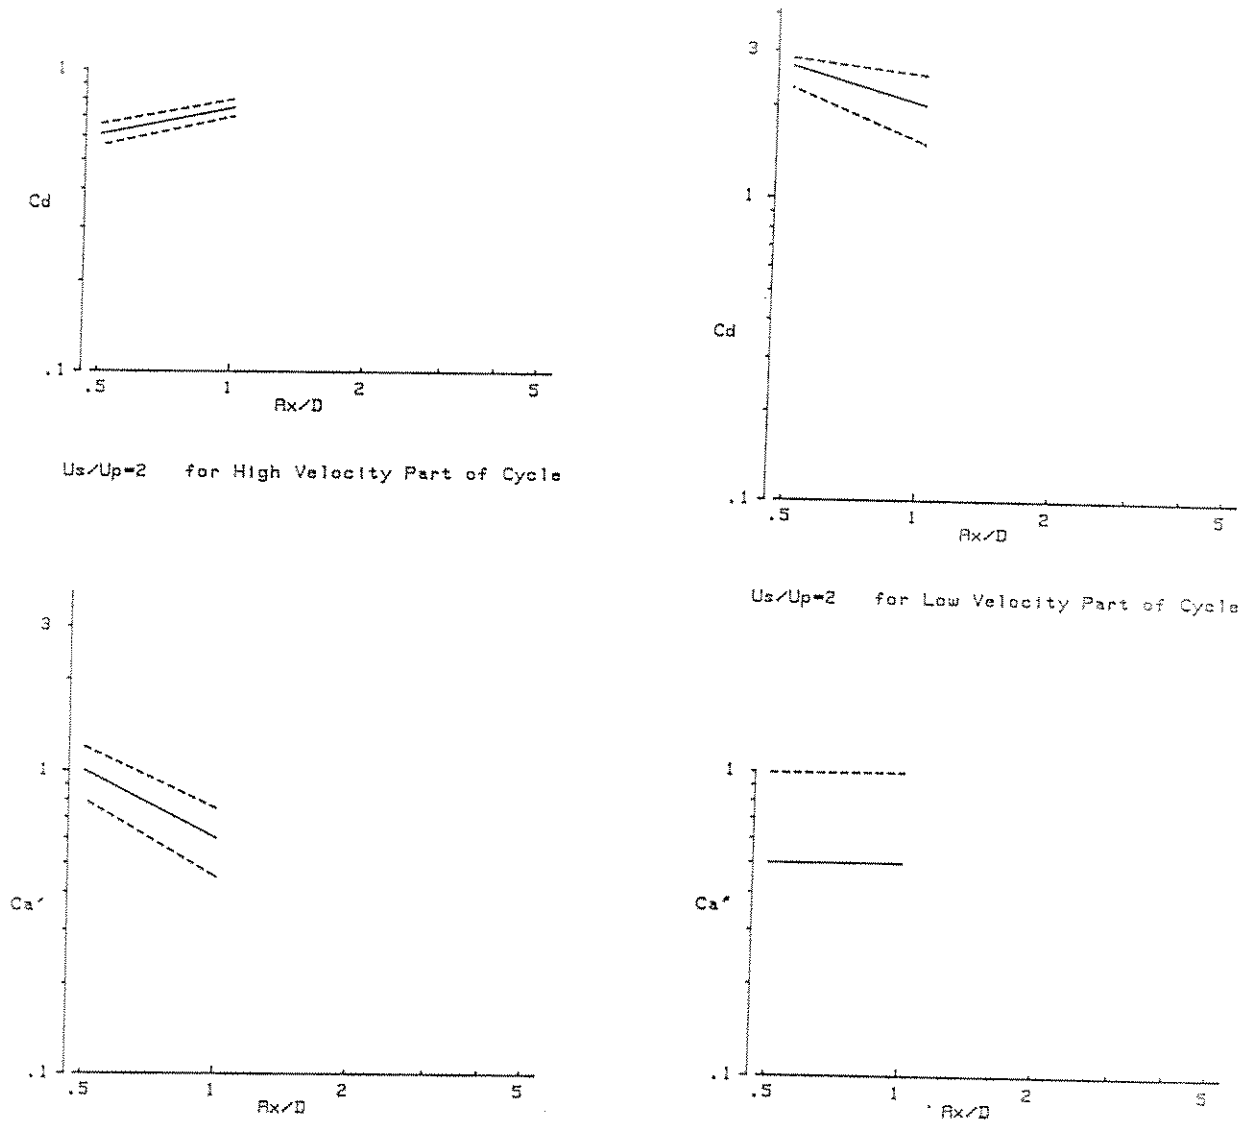 1
Cd
.1
.5 1 2 5
Ax/D
Us/Up=2 for High Velocity Part of Cycle
3
1
Cd
.1
.5 1 2 5
Ax/D
Us/Up=2 for Low Velocity Part of Cycle
3
1
Ca'
.1
.5 1 2 5
Ax/D
1
Ca"
.1
.5 1 2 5
Ax/D